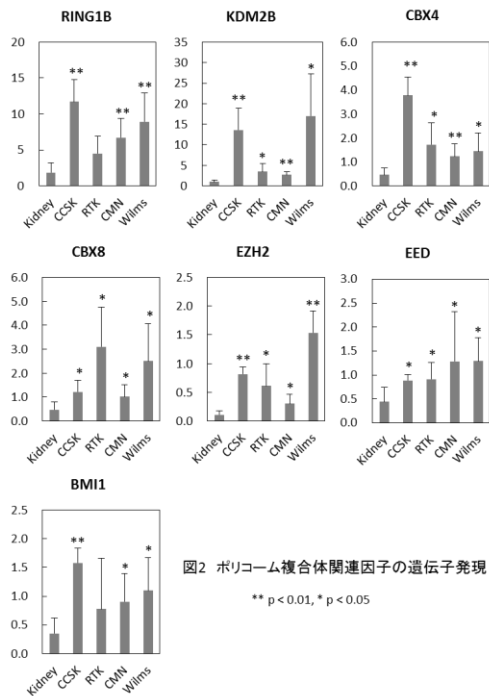 RING1B
20
15
10
5
0
**
**
**
Kidney
CCSK
RTK
CMN
Wilms
KDM2B
35
30
25
20
15
10
5
0
**
*
**
*
Kidney
CCSK
RTK
CMN
Wilms
CBX4
6.0
5.0
4.0
3.0
2.0
1.0
0.0
**
*
**
*
Kidney
CCSK
RTK
CMN
Wilms
CBX8
6.0
5.0
4.0
3.0
2.0
1.0
0.0
*
*
*
*
Kidney
CCSK
RTK
CMN
Wilms
EZH2
2.5
2.0
1.5
1.0
0.5
0.0
**
*
*
**
Kidney
CCSK
RTK
CMN
Wilms
EED
3.0
2.5
2.0
1.5
1.0
0.5
0.0
*
*
*
*
Kidney
CCSK
RTK
CMN
Wilms
BMI1
2.5
2.0
1.5
1.0
0.5
0.0
**
*
*
Kidney
CCSK
RTK
CMN
Wilms
図2 ポリコーム複合体関連因子の遺伝子発現
** p < 0.01, * p < 0.05